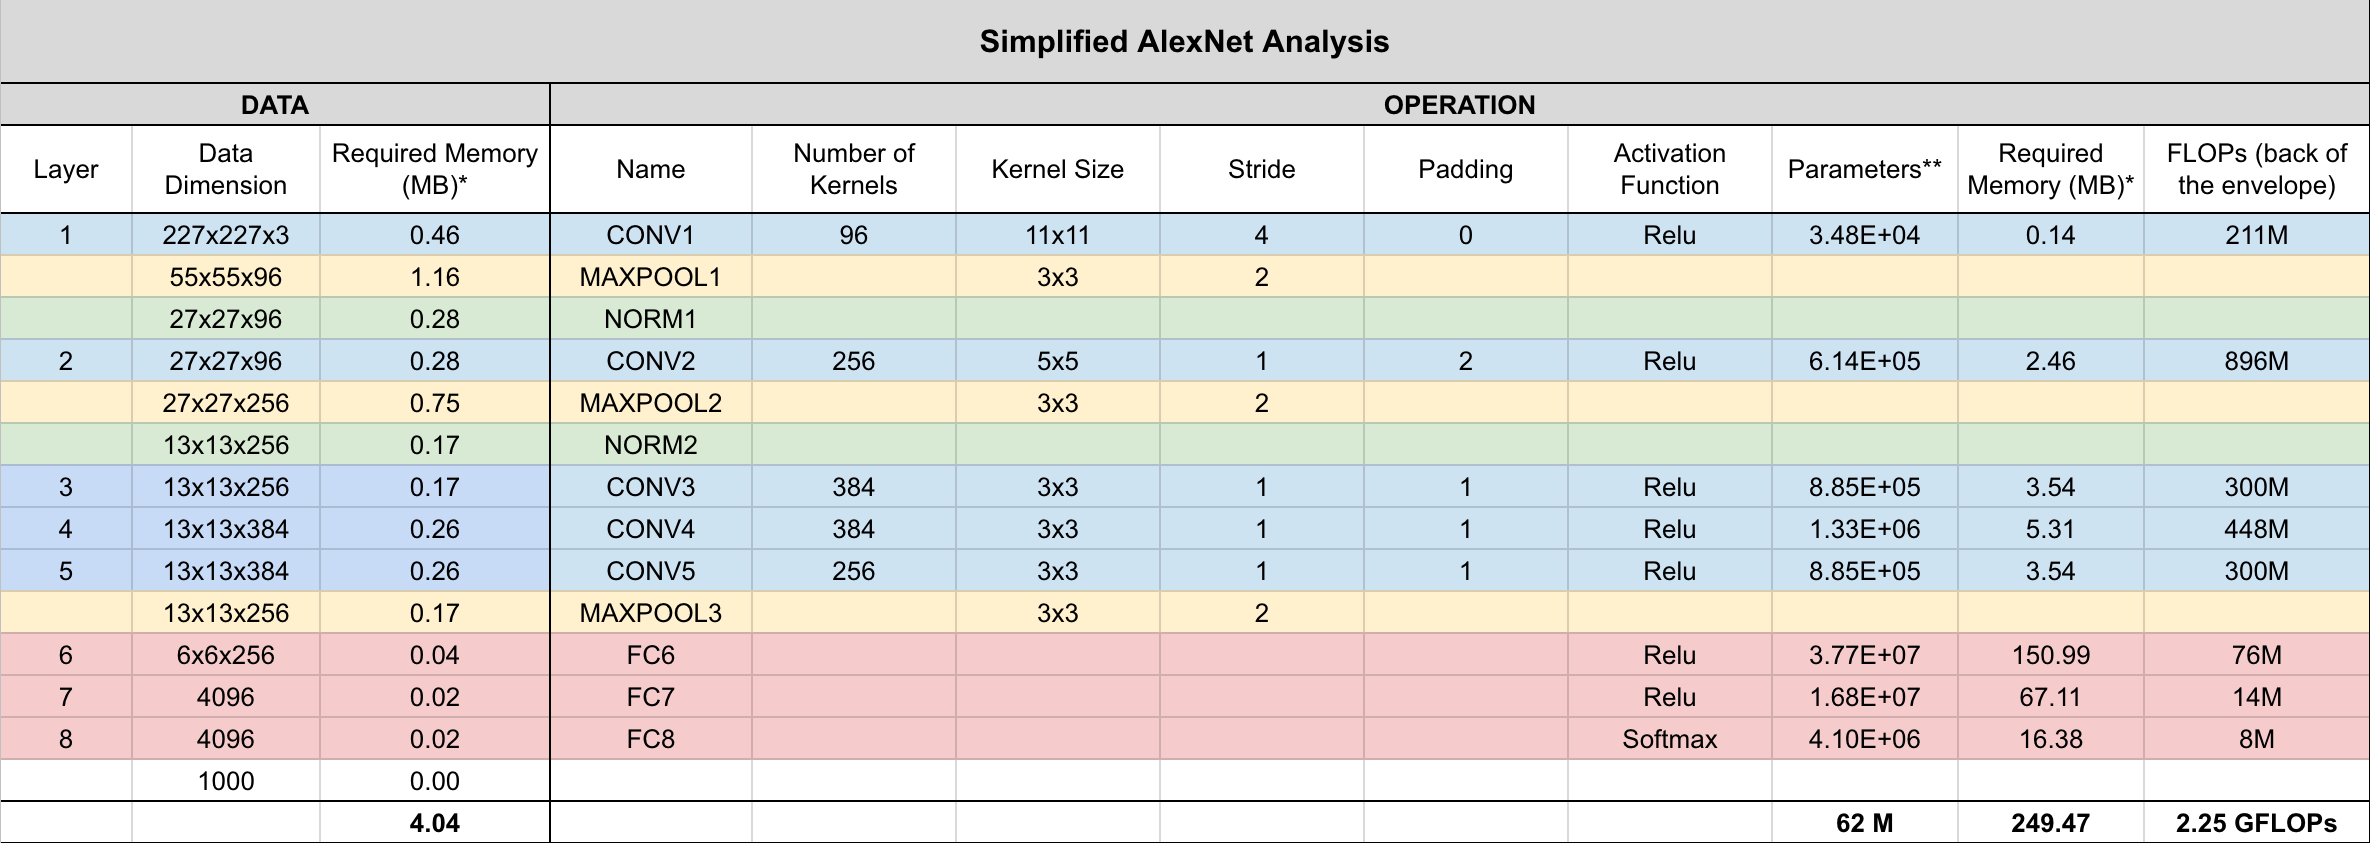 Simplified AlexNet Analysis
DATA OPERATION
Layer Data Dimension Required Memory (MB)* Name Number of Kernels Kernel Size Stride Padding Activation Function Parameters** Required Memory (MB)* FLOPs (back of the envelope)
1 227x227x3 0.46 CONV1 96 11x11 4 0 Relu 3.48E+04 0.14 211M
55x55x96 1.16 MAXPOOL1 3x3 2
27x27x96 0.28 NORM1
2 27x27x96 0.28 CONV2 256 5x5 1 2 Relu 6.14E+05 2.46 896M
27x27x256 0.75 MAXPOOL2 3x3 2
13x13x256 0.17 NORM2
3 13x13x256 0.17 CONV3 384 3x3 1 1 Relu 8.85E+05 3.54 300M
4 13x13x384 0.26 CONV4 384 3x3 1 1 Relu 1.33E+06 5.31 448M
5 13x13x384 0.26 CONV5 256 3x3 1 1 Relu 8.85E+05 3.54 300M
13x13x256 0.17 MAXPOOL3 3x3 2
6 6x6x256 0.04 FC6 Relu 3.77E+07 150.99 76M
7 4096 0.02 FC7 Relu 1.68E+07 67.11 14M
8 4096 0.02 FC8 Softmax 4.10E+06 16.38 8M
1000 0.00
4.04 62 M 249.47 2.25 GFLOPs